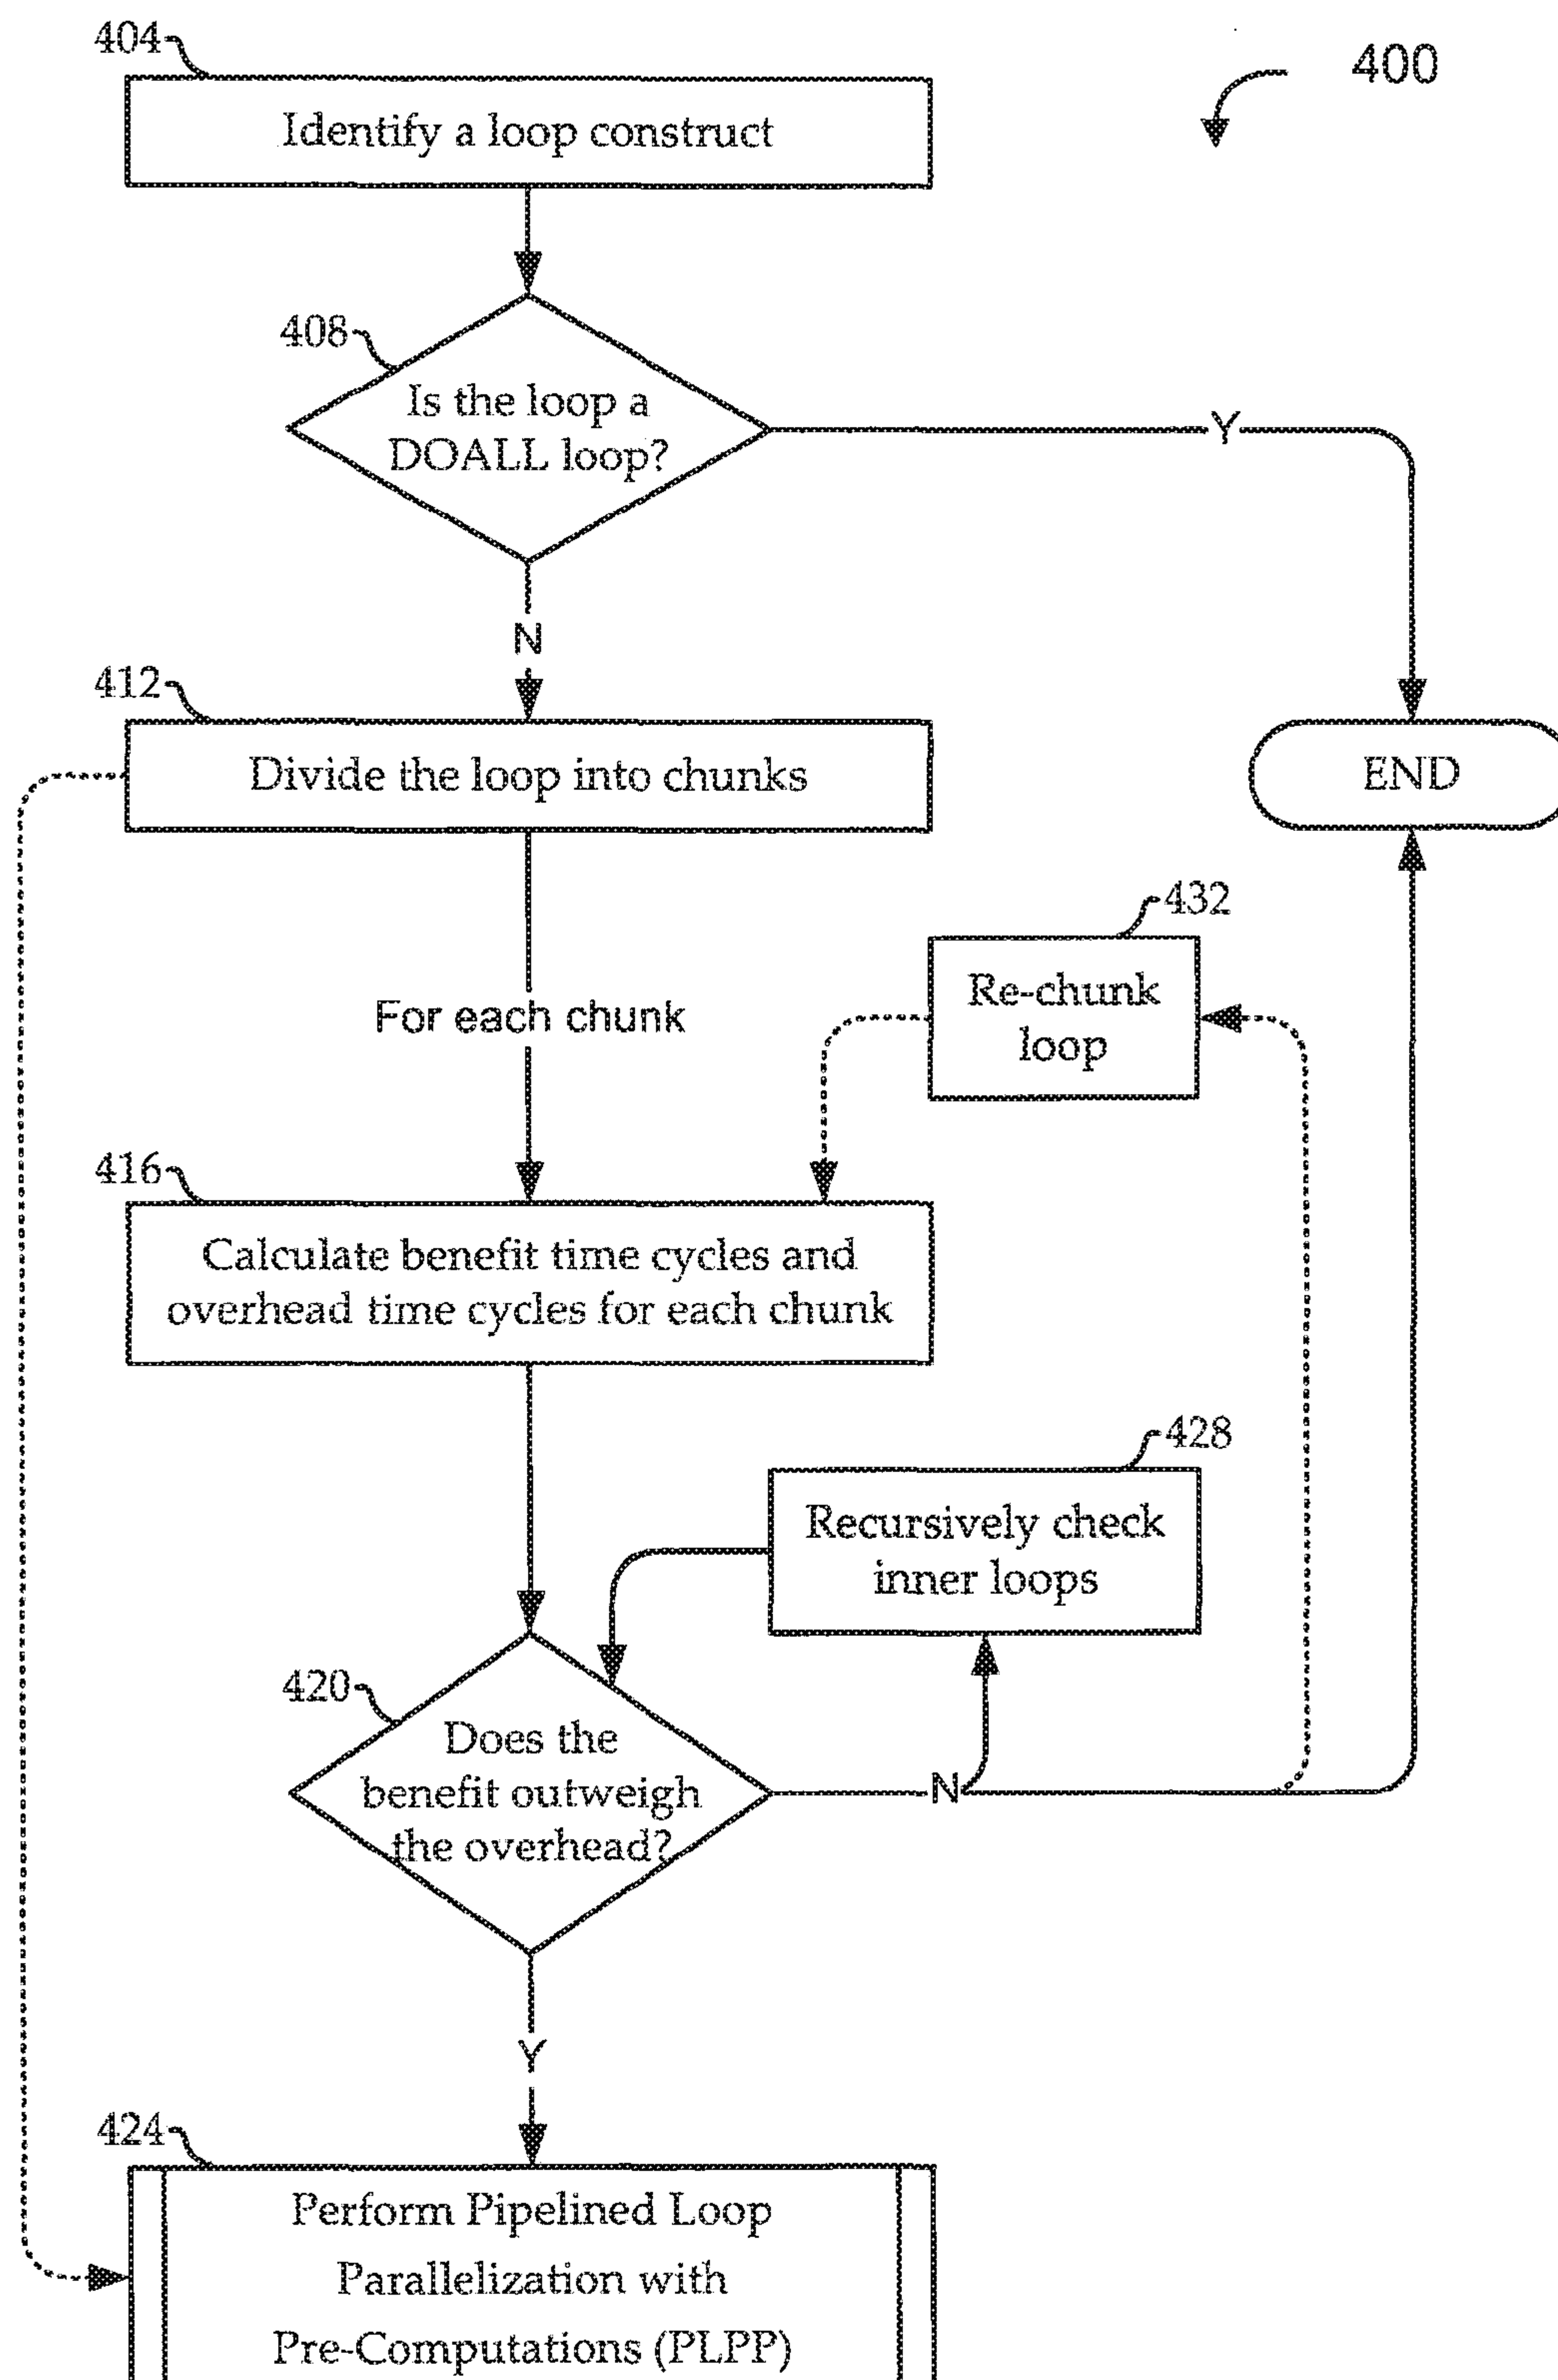 404
400
Identify a loop construct
408
Is the loop a
DOALL loop?
Y
N
412
Divide the loop into chunks
END
432
For each chunk
Re-chunk
loop
416
Calculate benefit time cycles and
overhead time cycles for each chunk
428
Recursively check
inner loops
420
Does the
benefit outweigh
the overhead?
N
Y
424
Perform Pipelined Loop
Parallelization with
Pre-Computations (PLPP)